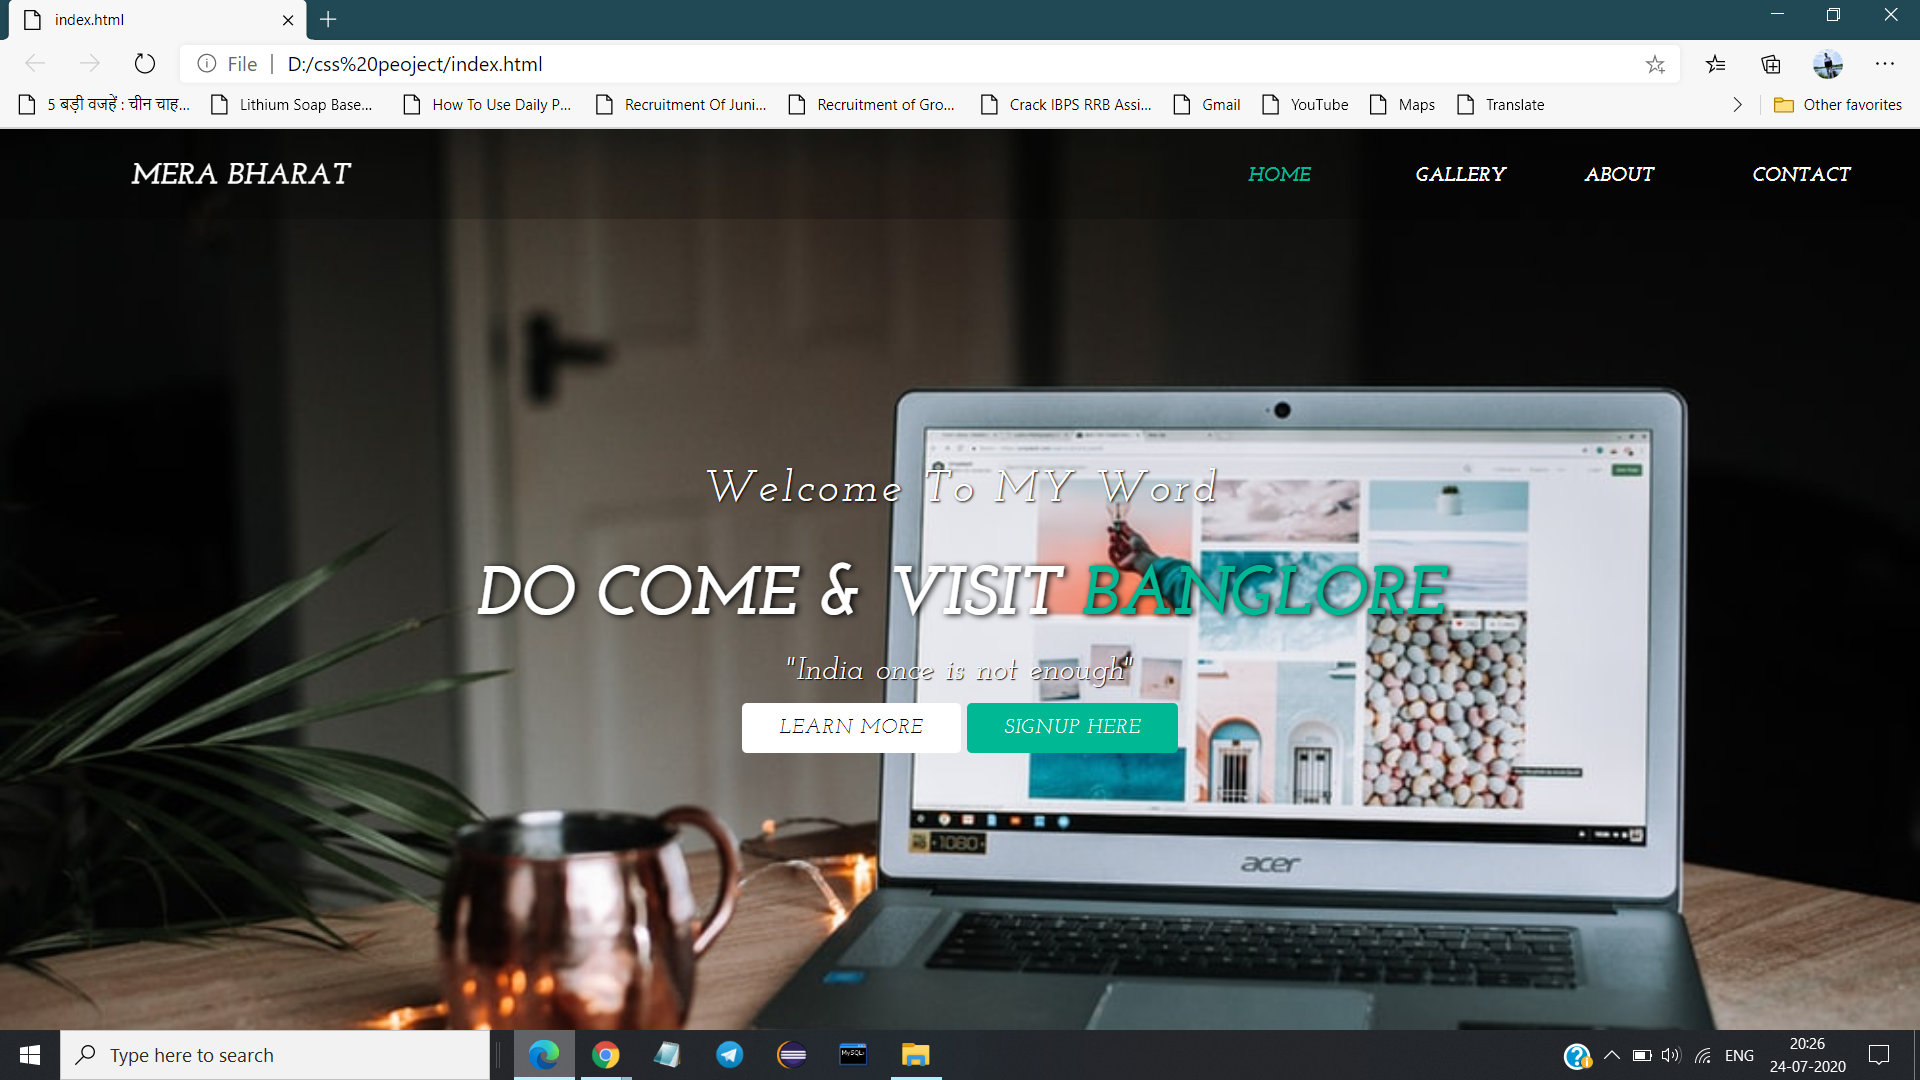 index.html
File | D:/css%20peoject/index.html
5 बड़ी वजहें : चीन चाह... Lithium Soap Base... How To Use Daily P... Recruitment Of Juni... Recruitment of Gro... Crack IBPS RRB Assi... Gmail YouTube Maps Translate Other favorites
MERA BHARAT HOME GALLERY ABOUT CONTACT
Welcome To MY Word
DO COME & VISIT BANGLORE
"India once is not enough"
LEARN MORE SIGNUP HERE
1080
acer
Type here to search
MySQL
ENG
20:26
24-07-2020